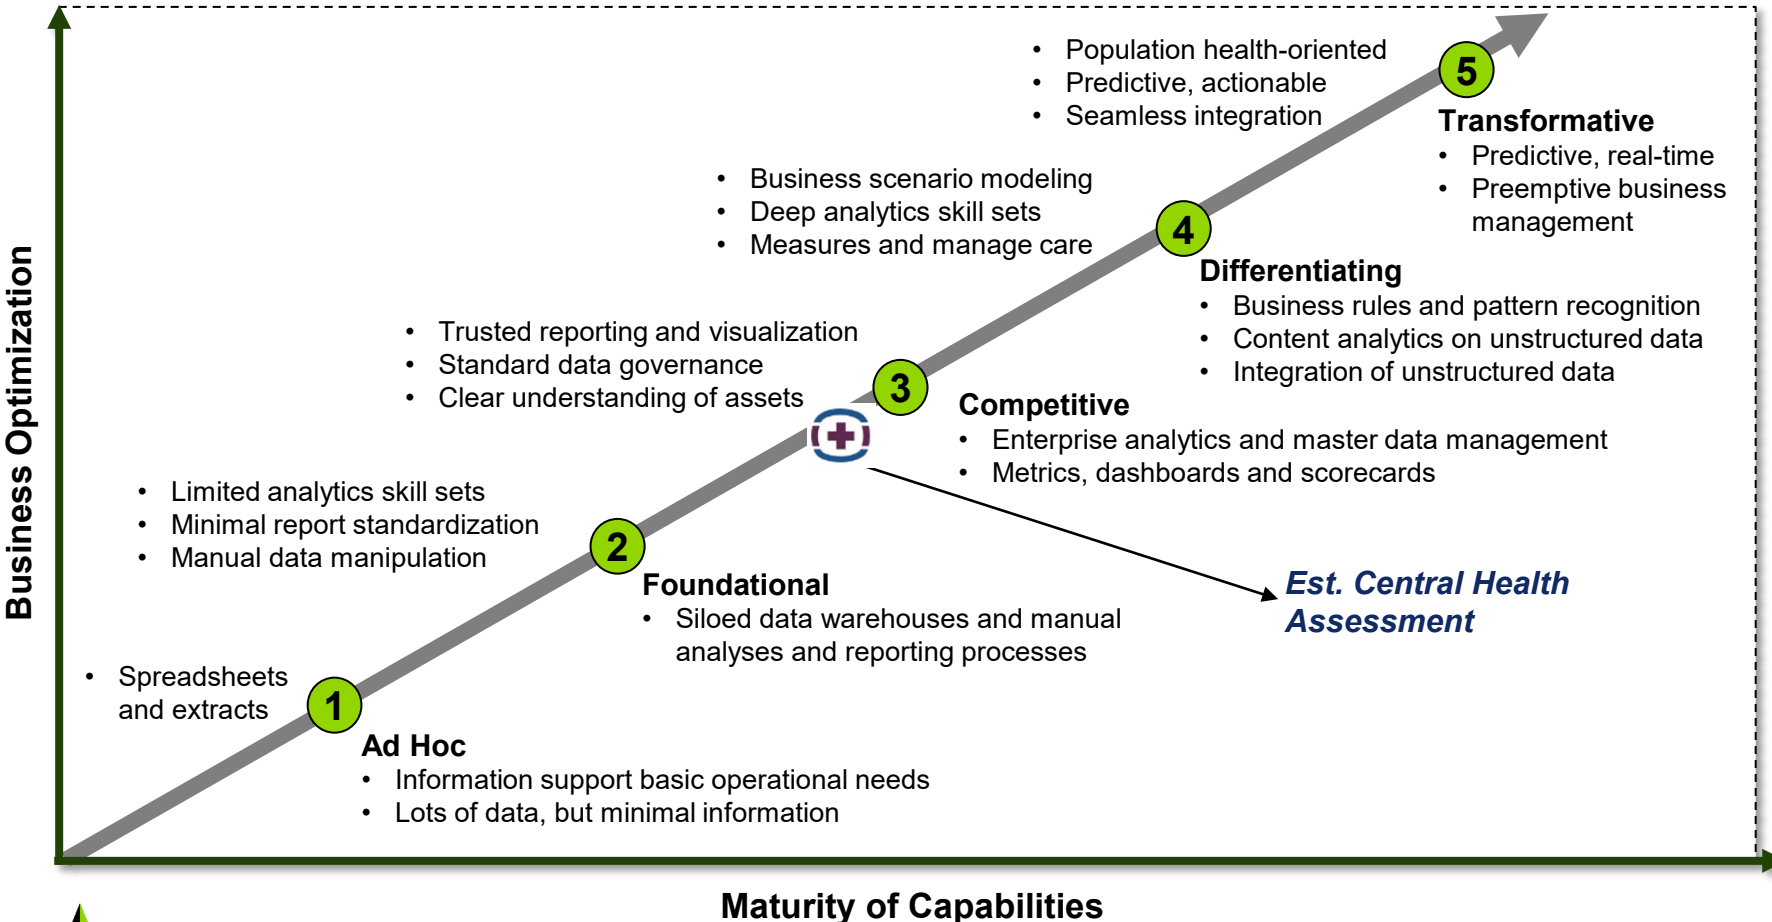 • Population health-oriented
• Predictive, actionable
• Seamless integration
5
Transformative
• Predictive, real-time
• Preemptive business
management
• Business scenario modeling
• Deep analytics skill sets
• Measures and manage care
4
Differentiating
• Business rules and pattern recognition
• Content analytics on unstructured data
• Integration of unstructured data
• Trusted reporting and visualization
• Standard data governance
• Clear understanding of assets
3
Competitive
• Enterprise analytics and master data management
• Metrics, dashboards and scorecards
• Limited analytics skill sets
• Minimal report standardization
• Manual data manipulation
2
Foundational
• Siloed data warehouses and manual
analyses and reporting processes
Est. Central Health
Assessment
• Spreadsheets
and extracts
1
Ad Hoc
• Information support basic operational needs
• Lots of data, but minimal information
Business Optimization
Maturity of Capabilities